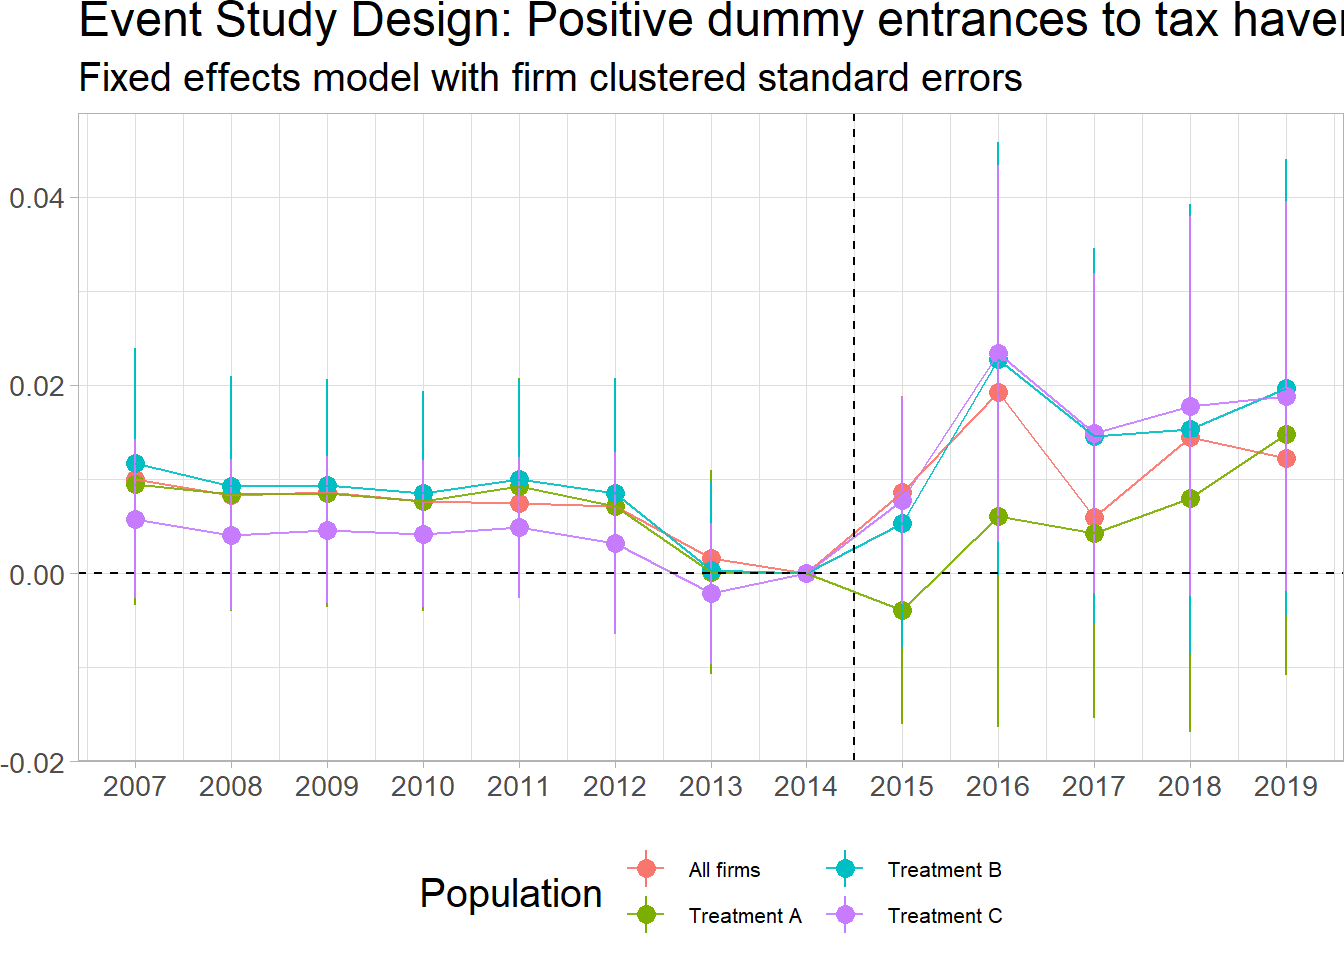 Event Study Design: Positive dummy entrances to tax
Fixed effects model with firm clustered standard errors
0.04
0.02
0.00
-0.02
2007 2008 2009 2010 2011 2012 2013 2014 2015 2016 2017 2018 2019
Population
All firms
Treatment B
Treatment A
Treatment C